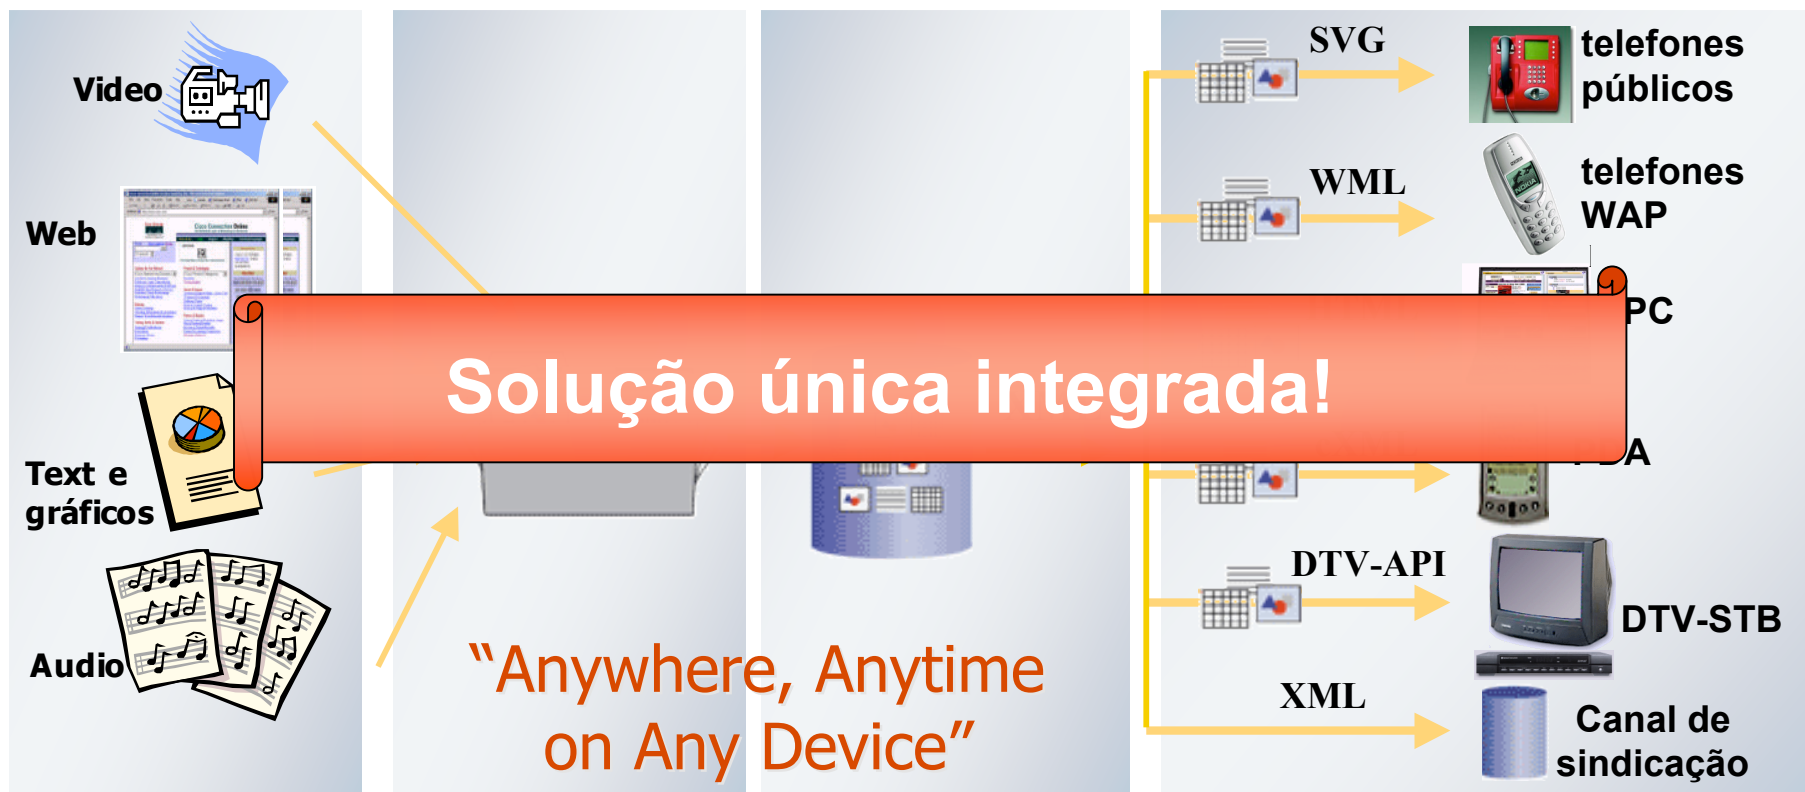 Video
Web
Text e
gráficos
Audio
Solução única integrada!
“Anywhere, Anytime
on Any Device”
SVG
telefones
públicos
WML
telefones
WAP
NOKIA
PC
DTV-API
DTV-STB
XML
Canal de
sindicação